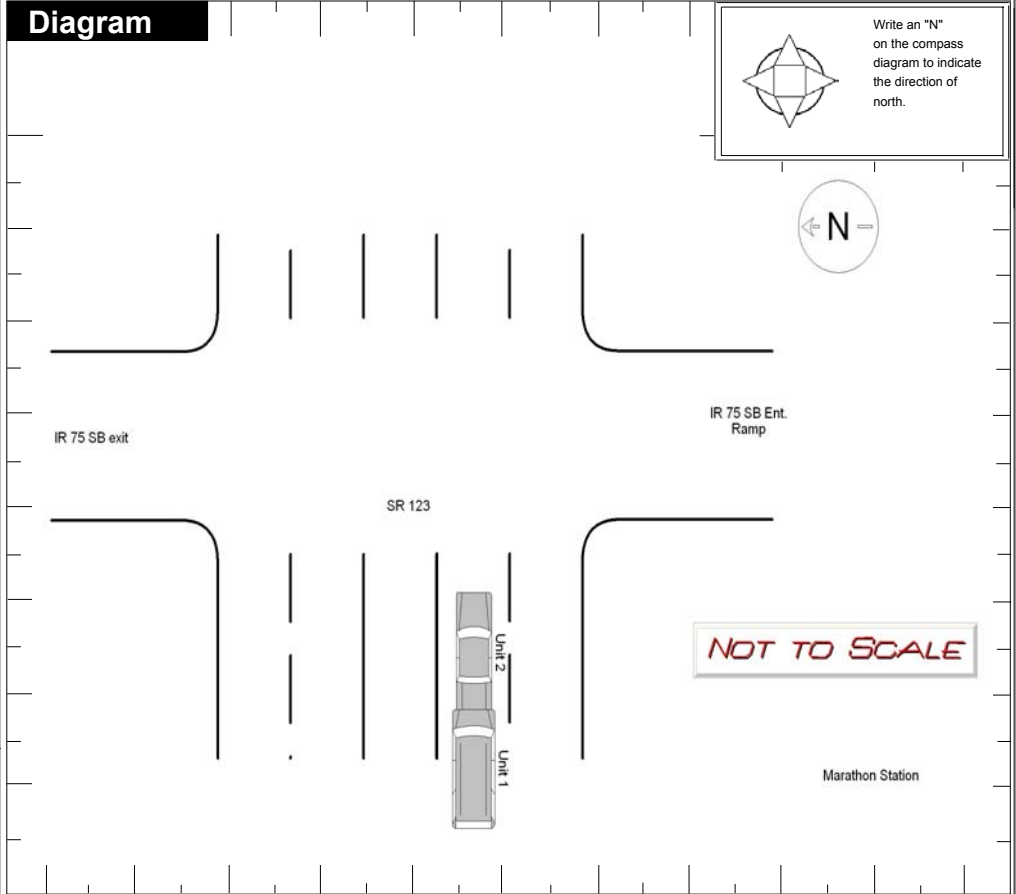 Diagram
Write an "N"
on the compass
diagram to indicate
the direction of
north.
N
IR 75 SB Ent.
Ramp
IR 75 SB exit
SR 123
Unit 2
NOT TO SCALE
Unit 1
Marathon Station